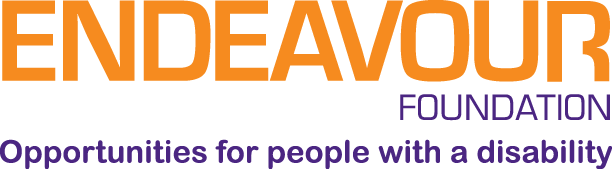 ENDEAVOUR
FOUNDATION
Opportunities for people with a disability